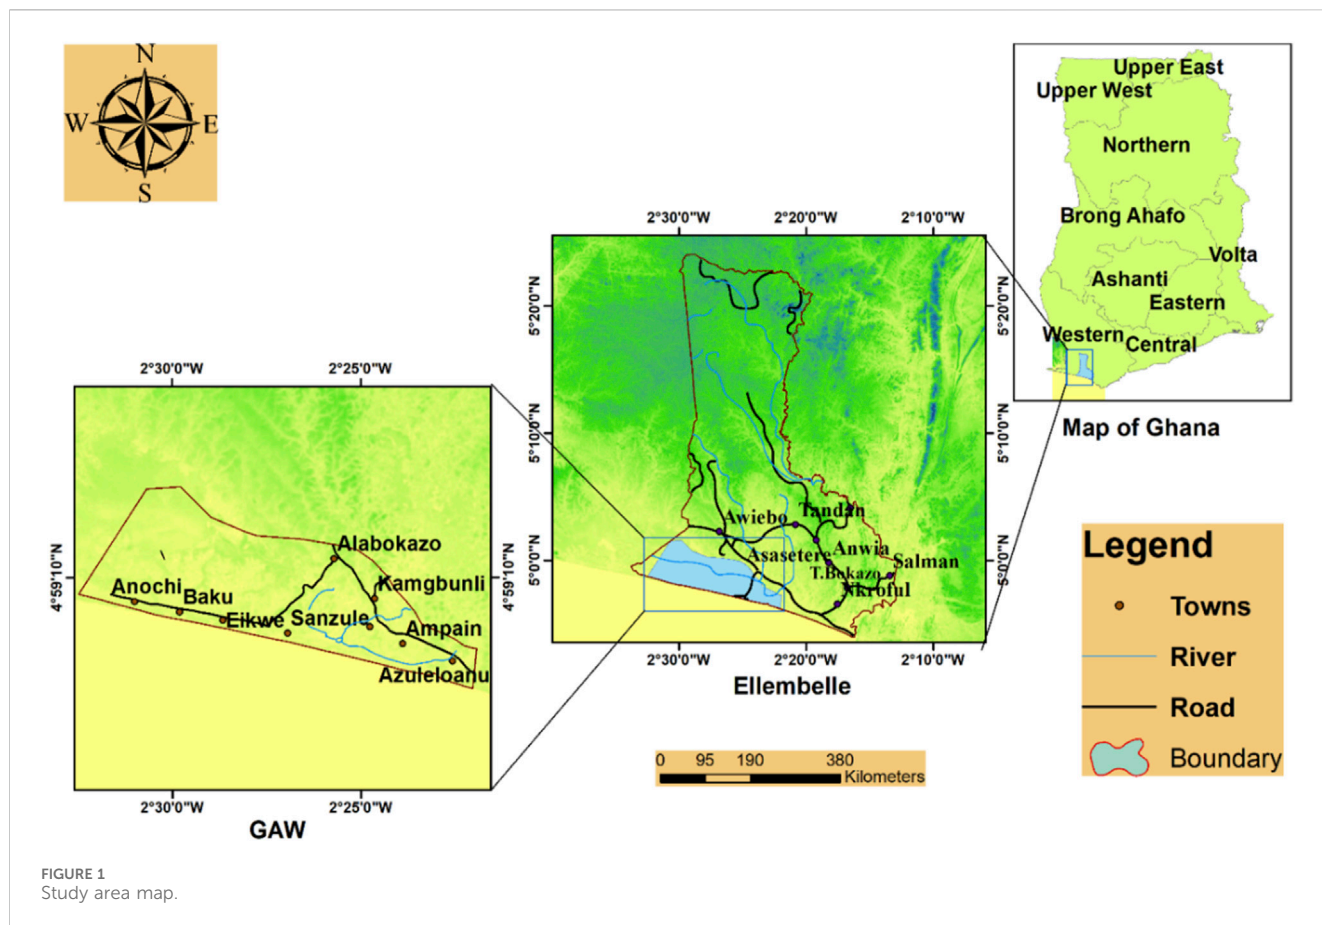 N
W
E
S
Upper East
Upper West
Northern
Brong Ahafo
Volta
Ashanti
Eastern
Western
Central
Map of Ghana
2°30'0"W 2°20'0"W 2°10'0"W
5°20'0"N
5°20'0"N
5°10'0"N
5°10'0"N
5°0'0"N
5°0'0"N
Awiebo
Tandan
Asasetere
Anwia
Salman
T.Bokazo
Nkroful
2°30'0"W 2°20'0"W 2°10'0"W
Ellembelle
2°30'0"W 2°25'0"W
4°59'10"N
4°59'10"N
Alabokazo
Kamgbunli
Anochi
Baku
Eikwe
Sanzule
Ampain
Azuleloanu
2°30'0"W 2°25'0"W
GAW
0 95 190 380
Kilometers
Legend
Towns
River
Road
Boundary
FIGURE 1
Study area map.